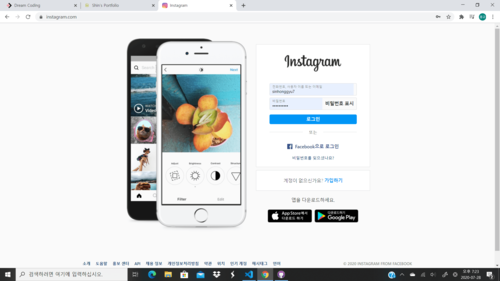 Dream Coding
Ellie's Portfolio
Instagram
instagram.com
Search
Next
Filter
Edit
Instagram
전화번호, 사용자 이름 또는 이메일
비밀번호
비밀번호 표시
로그인
또는
Facebook으로 로그인
비밀번호를 잊으셨나요?
계정이 없으신가요? 가입하기
앱을 다운로드하세요.
App Store에서 다운로드 하기
다운로드하기 Google Play
소개 도움말 홍보 센터 API 채용 정보 개인정보처리방침 약관 위치 인기 계정 해시태그 언어
© 2020 INSTAGRAM FROM FACEBOOK
검색하려면 여기에 입력하십시오.
오후 7:23